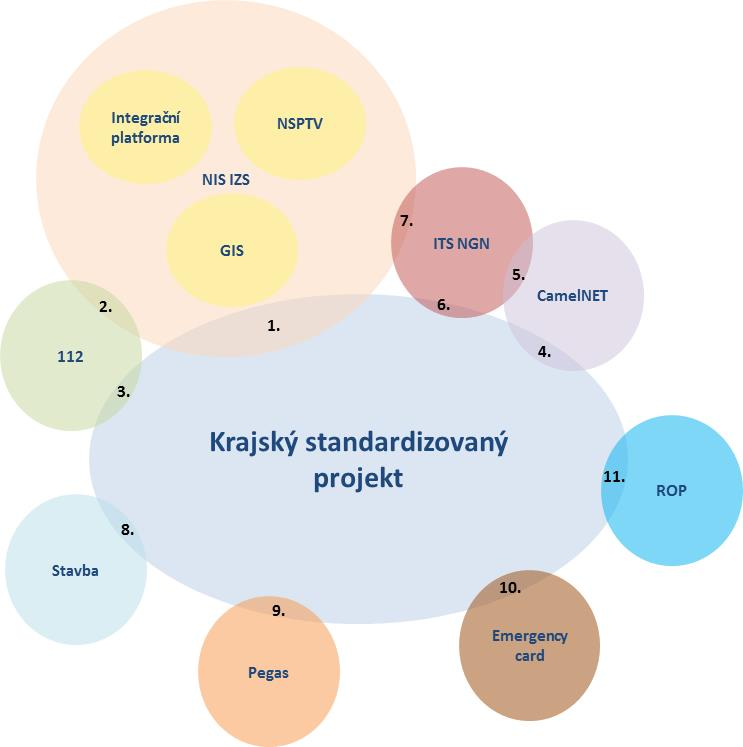 Integrační
platforma
NSPTV
NIS IZS
GIS
7.
ITS NGN
5.
CamelNET
6.
2.
1.
4.
112
3.
Krajský standardizovaný
projekt
11.
ROP
8.
Stavba
10.
9.
Emergency
card
Pegas